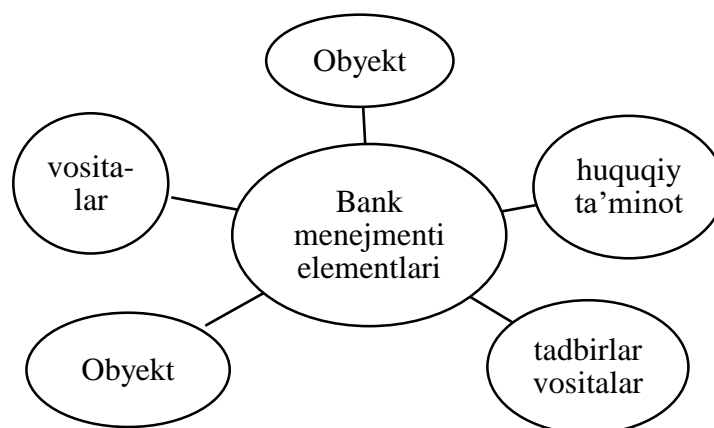 Obyekt
vosita-
lar
huquqiy
ta’minot
Bank
menejmenti
elementlari
Obyekt
tadbirlar
vositalar